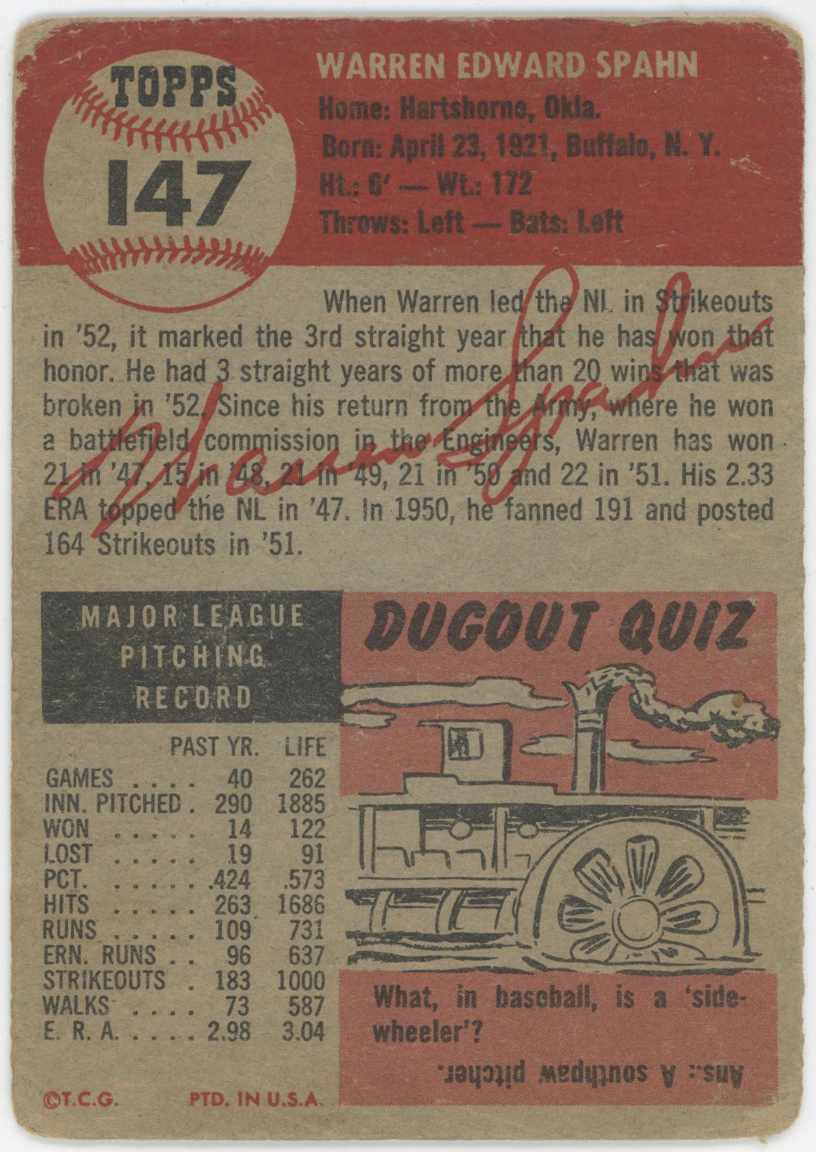 TOPPS
147
WARREN EDWARD SPAHN
Home: Hartshorne, Okla.
Born: April 23, 1921, Buffalo, N. Y.
Ht.: 6' — Wt.: 172
Throws: Left — Bats: Left
When Warren led the NL in Strikeouts
in '52, it marked the 3rd straight year that he has won that
honor. He had 3 straight years of more than 20 wins that was
broken in '52. Since his return from the Army, where he won
a battlefield commission in the Engineers, Warren has won
21 in '47, 15 in '48, 21 in '49, 21 in '50 and 22 in '51. His 2.33
ERA topped the NL in '47. In 1950, he fanned 191 and posted
164 Strikeouts in '51.
Warren Spahn
MAJOR LEAGUE
PITCHING
RECORD
PAST YR. LIFE
GAMES . . . . 40 262
INN. PITCHED . 290 1885
WON . . . . . 14 122
LOST . . . . . 19 91
PCT. . . . . . . .424 .573
HITS . . . . . 263 1686
RUNS . . . . . 109 731
ERN. RUNS . . 96 637
STRIKEOUTS . 183 1000
WALKS . . . . 73 587
E. R. A. . . . . . 2.98 3.04
DUGOUT QUIZ
What, in baseball, is a 'side-
wheeler'?
Ans.: A southpaw pitcher.
©T.C.G. PTD. IN U.S.A.